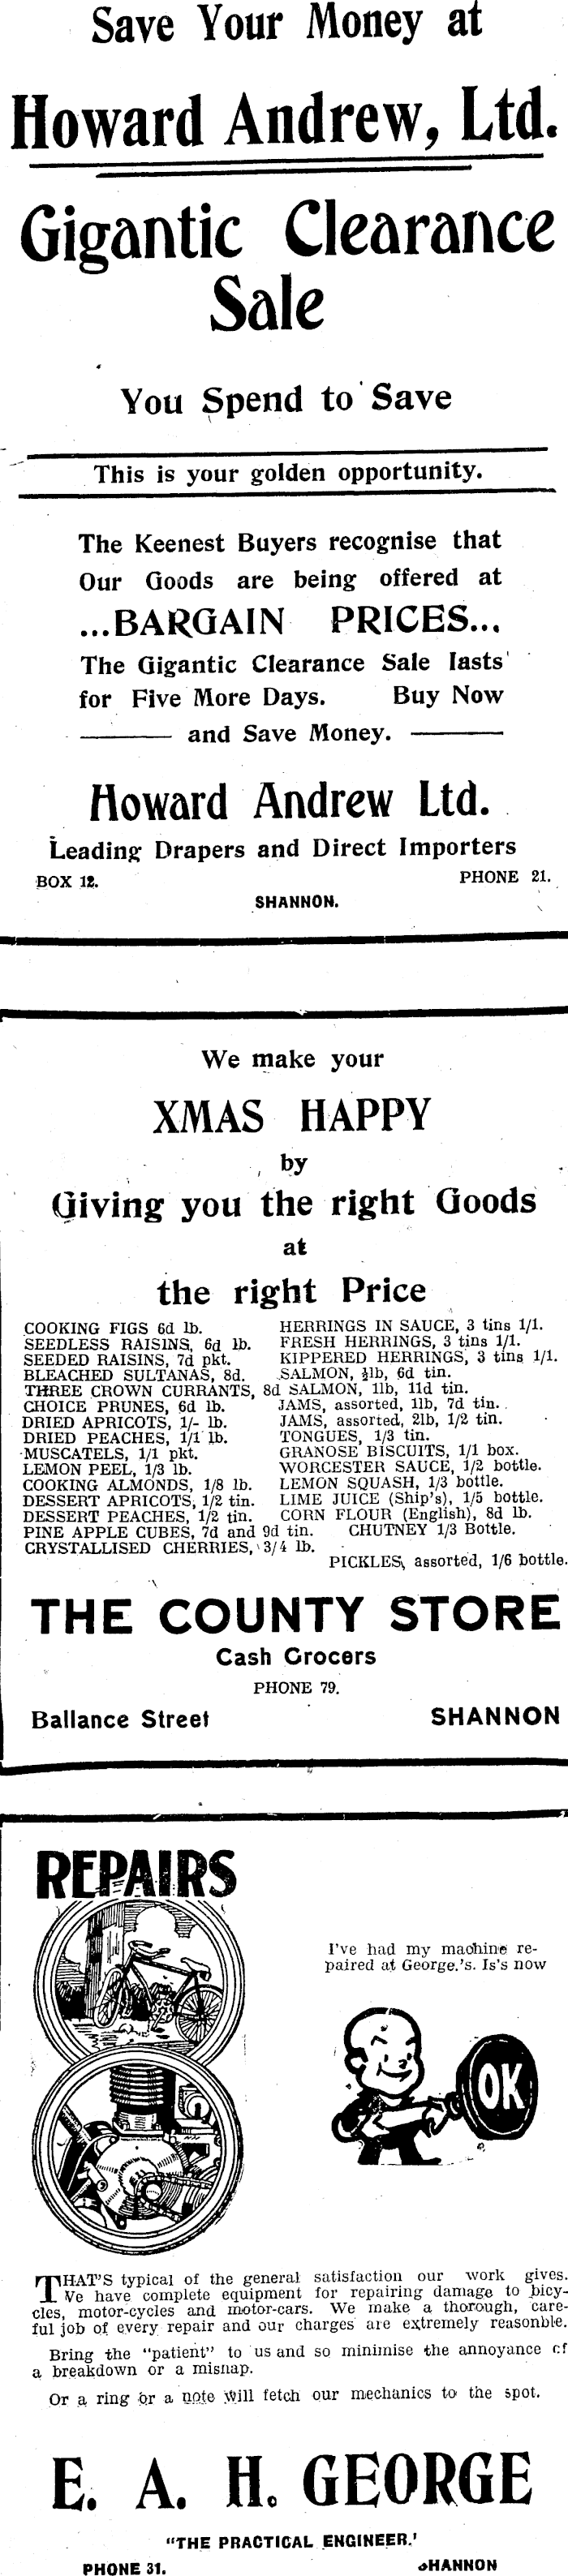 Save Your Money at
Howard Andrew, Ltd.
Gigantic Clearance
Sale
You Spend to Save
This is your golden opportunity.
The Keenest Buyers recognise that
Our Goods are being offered at
...BARGAIN PRICES...
The Gigantic Clearance Sale lasts
for Five More Days. Buy Now
and Save Money.
Howard Andrew Ltd.
Leading Drapers and Direct Importers
BOX 12. PHONE 21.
SHANNON.
We make your
XMAS HAPPY
by
Giving you the right Goods
at
the right Price
COOKING FIGS 6d lb. HERRINGS IN SAUCE, 3 tins 1/1.
SEEDLESS RAISINS, 6d lb. FRESH HERRINGS, 3 tins 1/1.
SEEDED RAISINS, 7d pkt. KIPPERED HERRINGS, 3 tins 1/1.
BLEACHED SULTANAS, 8d. SALMON, ½lb, 6d tin.
THREE CROWN CURRANTS, 8d SALMON, 1lb, 11d tin.
CHOICE PRUNES, 6d lb. JAMS, assorted, 1lb, 7d tin.
DRIED APRICOTS, 1/- lb. JAMS, assorted, 2lb, 1/2 tin.
DRIED PEACHES, 1/1 lb. TONGUES, 1/3 tin.
MUSCATELS, 1/1 pkt. GRANOSE BISCUITS, 1/1 box.
LEMON PEEL, 1/3 lb. WORCESTER SAUCE, 1/2 bottle.
COOKING ALMONDS, 1/8 lb. LEMON SQUASH, 1/3 bottle.
DESSERT APRICOTS, 1/2 tin. LIME JUICE (Ship's), 1/5 bottle.
DESSERT PEACHES, 1/2 tin. CORN FLOUR (English), 8d lb.
PINE APPLE CUBES, 7d and 9d tin. CHUTNEY 1/3 Bottle.
CRYSTALLISED CHERRIES, 3/4 lb.
PICKLES, assorted, 1/6 bottle.
THE COUNTY STORE
Cash Grocers
PHONE 79.
Ballance Street SHANNON
REPAIRS
I've had my machine re-
paired at George.'s. Is's now
OK
THAT'S typical of the general satisfaction our work gives.
We have complete equipment for repairing damage to bicy-
cles, motor-cycles and motor-cars. We make a thorough, care-
ful job of every repair and our charges are extremely reasonble.
Bring the "patient" to us and so minimise the annoyance of
a breakdown or a misnap.
Or a ring or a note will fetch our mechanics to the spot.
E. A. H. GEORGE
"THE PRACTICAL ENGINEER.'
PHONE 31. SHANNON